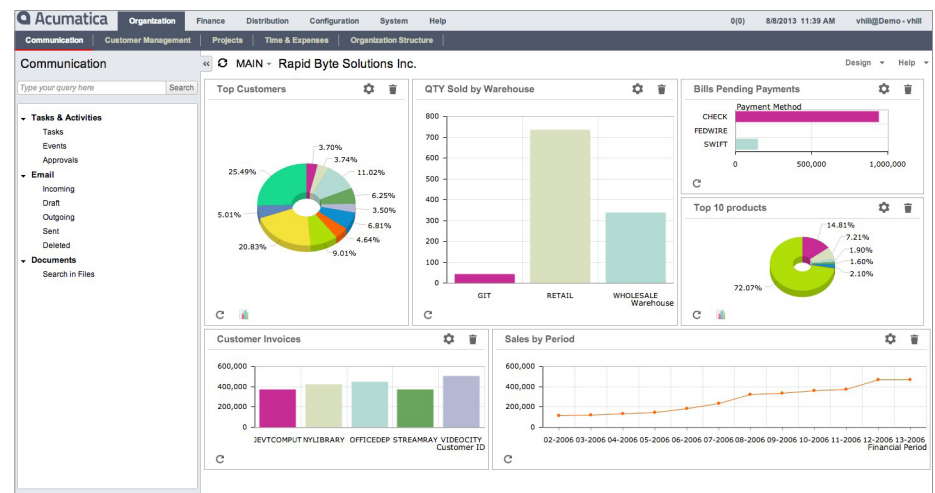 Acumatica Organization Finance Distribution Configuration System Help 0(0) 8/8/2013 11:39 AM vhill@Demo - vhill
Communication Customer Management Projects Time & Expenses Organization Structure
Communication
MAIN - Rapid Byte Solutions Inc.
Design Help
Type your query here Search
Tasks & Activities
Tasks
Events
Approvals
Email
Incoming
Draft
Outgoing
Sent
Deleted
Documents
Search in Files
Top Customers
3.70%
3.74%
11.02%
6.25%
3.50%
6.81%
4.64%
9.01%
20.83%
5.01%
25.49%
QTY Sold by Warehouse
800
700
600
500
400
300
200
100
0
GIT RETAIL WHOLESALE
Warehouse
Bills Pending Payments
Payment Method
CHECK
FEDWIRE
SWIFT
0 500,000 1,000,000
Top 10 products
14.81%
7.21%
1.90%
1.60%
2.10%
72.07%
Customer Invoices
600,000
400,000
200,000
0
JEVTCOMPUT NYLIBRARY OFFICEDEP STREAMRAY VIDEOCITY
Customer ID
Sales by Period
600,000
400,000
200,000
0
02-2006 03-2006 04-2006 05-2006 06-2006 07-2006 08-2006 09-2006 10-2006 11-2006 12-2006 13-2006
Financial Period